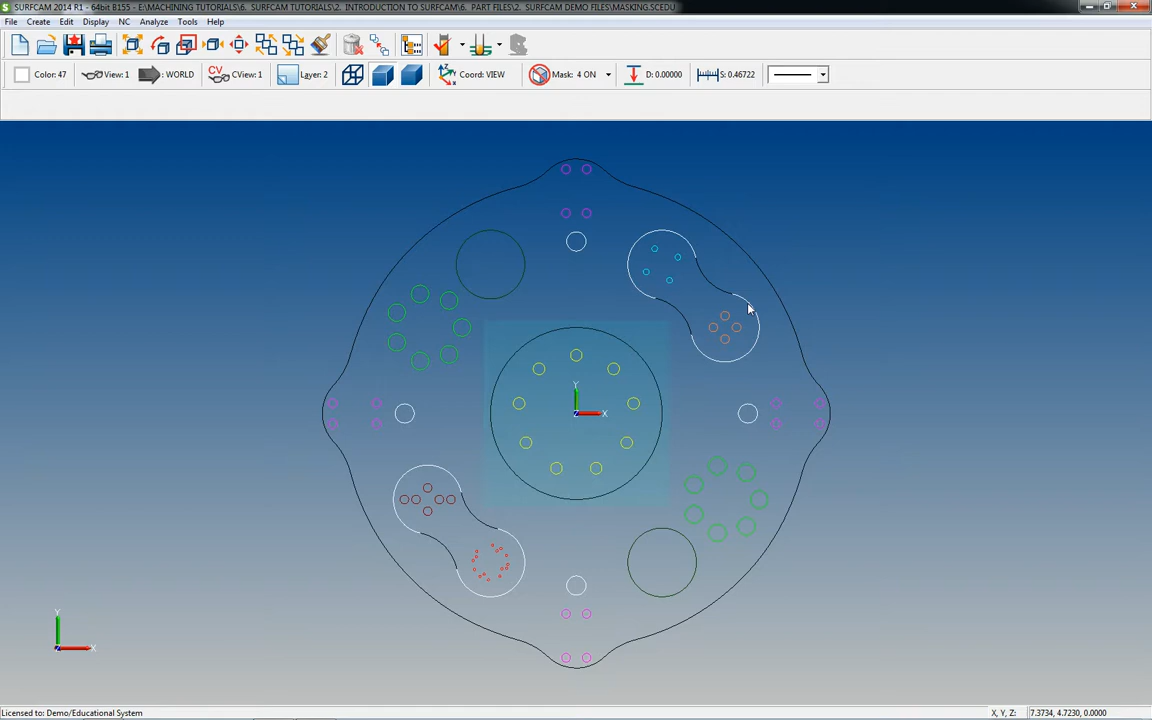 SURFCAM 2014 R1 - 64bit B155 - E:\MACHINING TUTORIALS\6. SURFCAM TUTORIALS\2. INTRODUCTION TO SURFCAM\6. PART FILES\2. SURFCAM DEMO FILES\MASKING.SCEDU
File Create Edit Display NC Analyze Tools Help
Color: 47 View: 1 : WORLD CV CView: 1 Layer: 2 Coord: VIEW Mask: 4 ON D: 0.00000 S: 0.46722
Y
X
Y
X
Licensed to: Demo/Educational System X, Y, Z: 7.3734, 4.7230, 0.0000